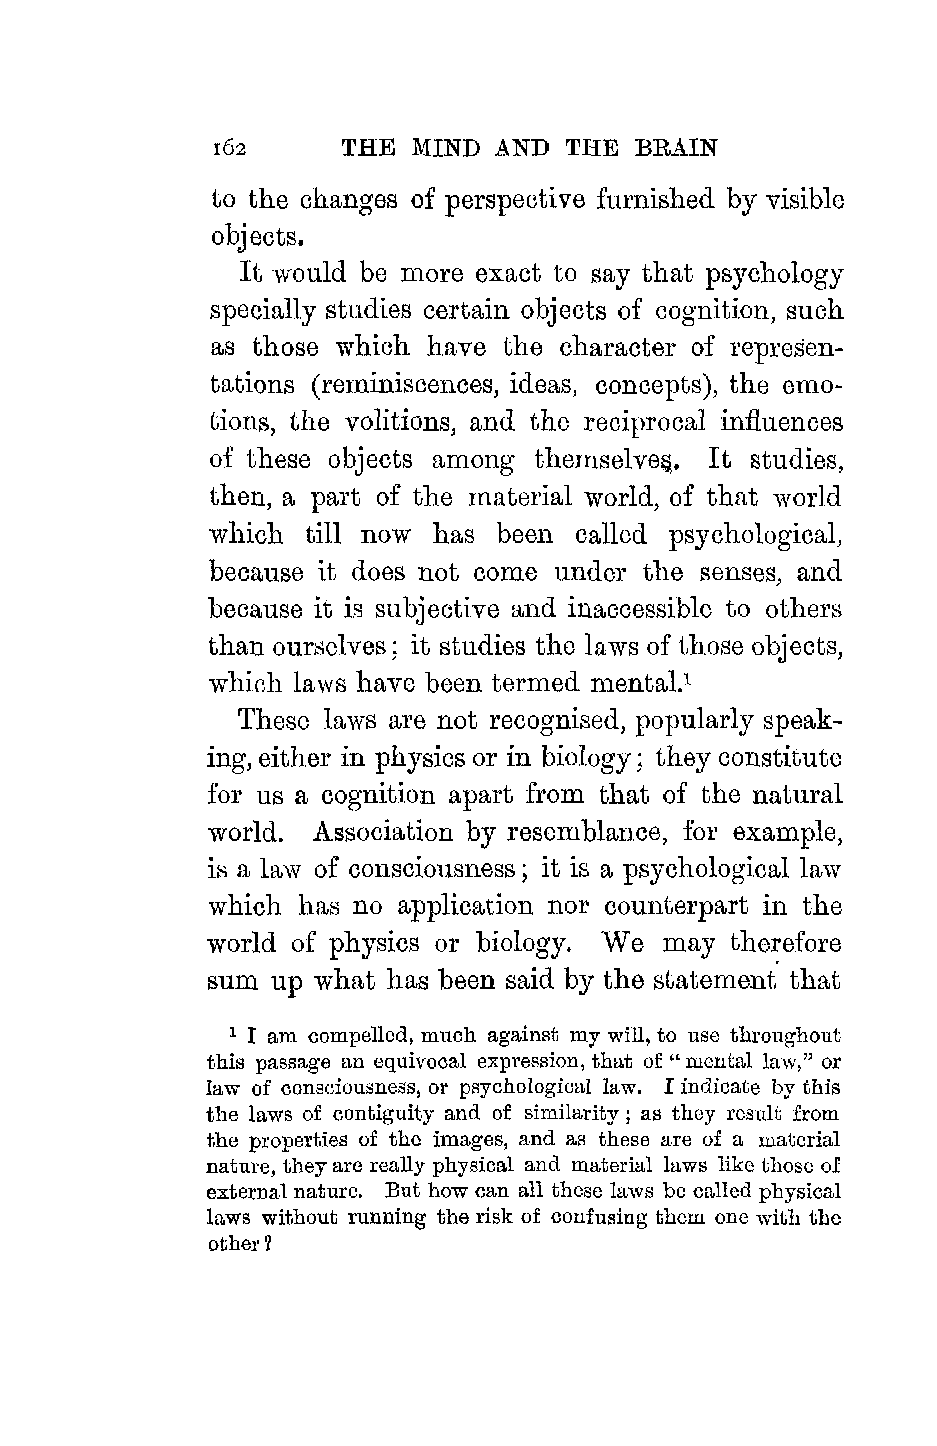 162 THE MIND AND THE BRAIN
to the changes of perspective furnished by visible
objects.
It would be more exact to say that psychology
specially studies certain objects of cognition, such
as those which have the character of represen-
tations (reminiscences, ideas, concepts), the emo-
tions, the volitions, and the reciprocal influences
of these objects among themselves. It studies,
then, a part of the material world, of that world
which till now has been called psychological,
because it does not come under the senses, and
because it is subjective and inaccessible to others
than ourselves; it studies the laws of those objects,
which laws have been termed mental.¹
These laws are not recognised, popularly speak-
ing, either in physics or in biology; they constitute
for us a cognition apart from that of the natural
world. Association by resemblance, for example,
is a law of consciousness; it is a psychological law
which has no application nor counterpart in the
world of physics or biology. We may therefore
sum up what has been said by the statement that
¹ I am compelled, much against my will, to use throughout
this passage an equivocal expression, that of "mental law," or
law of consciousness, or psychological law. I indicate by this
the laws of contiguity and of similarity; as they result from
the properties of the images, and as these are of a material
nature, they are really physical and material laws like those of
external nature. But how can all these laws be called physical
laws without running the risk of confusing them one with the
other?